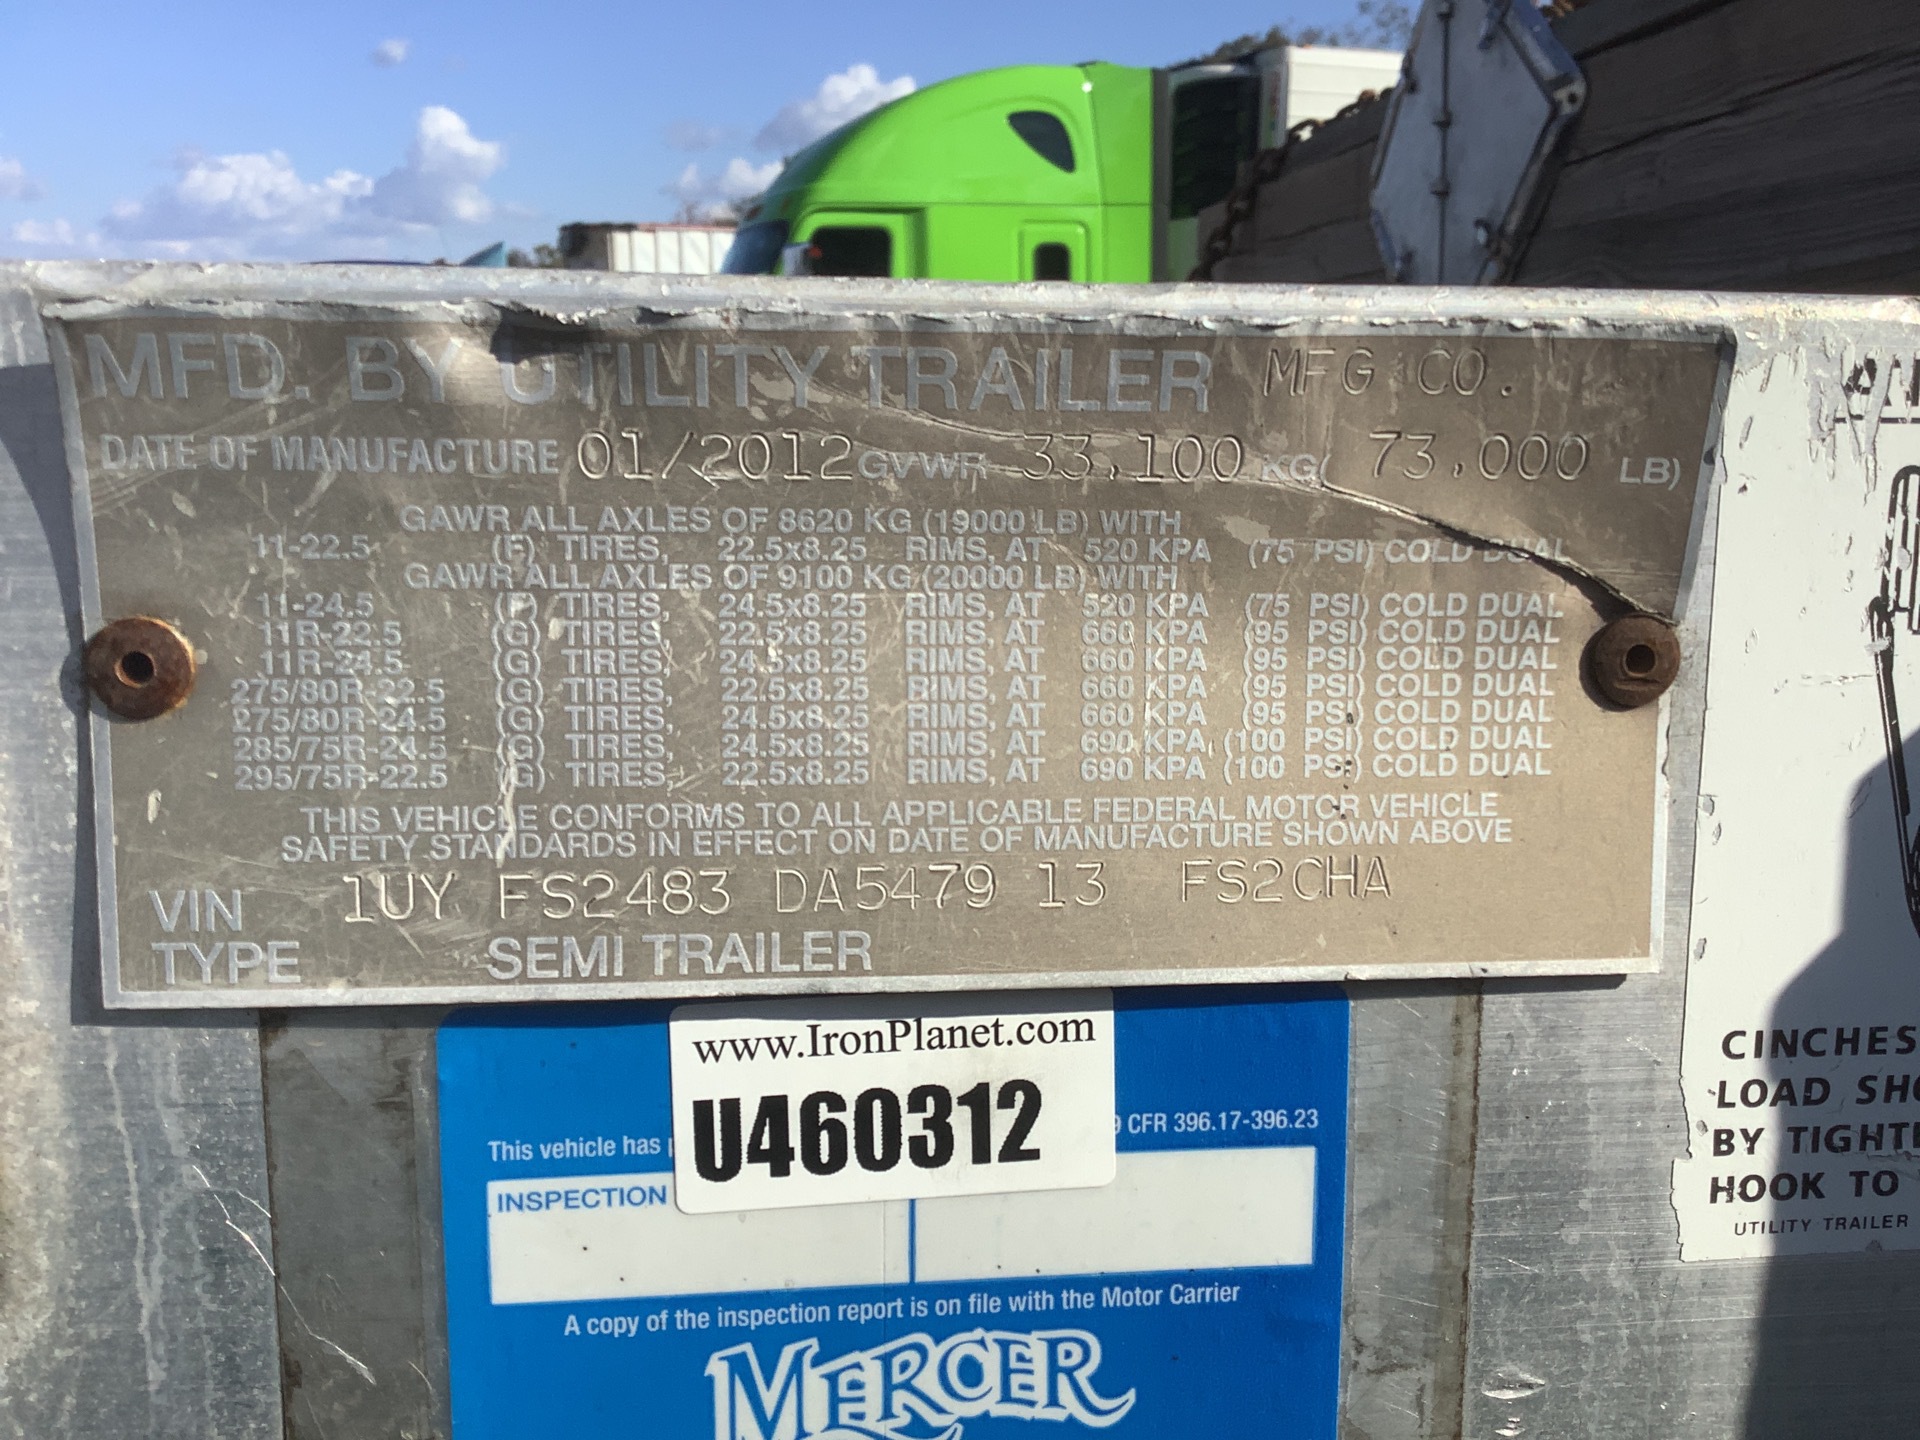 MFD. BY UTILITY TRAILER MFG CO.
DATE OF MANUFACTURE 01/2012 GVWR 33,100 KG( 73,000 LB)
GAWR ALL AXLES OF 8620 KG (19000 LB) WITH
11-22.5 (F) TIRES, 22.5x8.25 RIMS, AT 520 KPA (75 PSI) COLD DUAL
GAWR ALL AXLES OF 9100 KG (20000 LB) WITH
11-24.5 (F) TIRES, 24.5x8.25 RIMS, AT 520 KPA (75 PSI) COLD DUAL
11R-22.5 (G) TIRES, 22.5x8.25 RIMS, AT 660 KPA (95 PSI) COLD DUAL
11R-24.5 (G) TIRES, 24.5x8.25 RIMS, AT 660 KPA (95 PSI) COLD DUAL
275/80R-22.5 (G) TIRES, 22.5x8.25 RIMS, AT 660 KPA (95 PSI) COLD DUAL
275/80R-24.5 (G) TIRES, 24.5x8.25 RIMS, AT 660 KPA (95 PSI) COLD DUAL
285/75R-24.5 (G) TIRES, 24.5x8.25 RIMS, AT 690 KPA (100 PSI) COLD DUAL
295/75R-22.5 (G) TIRES, 22.5x8.25 RIMS, AT 690 KPA (100 PSI) COLD DUAL
THIS VEHICLE CONFORMS TO ALL APPLICABLE FEDERAL MOTOR VEHICLE
SAFETY STANDARDS IN EFFECT ON DATE OF MANUFACTURE SHOWN ABOVE
VIN 1UY FS2483 DA5479 13 FS2CHA
TYPE SEMI TRAILER
www.IronPlanet.com
U460312
This vehicle has CFR 396.17-396.23
INSPECTION
A copy of the inspection report is on file with the Motor Carrier
MERCER
CINCHES
LOAD SH
BY TIGHT
HOOK TO
UTILITY TRAILER